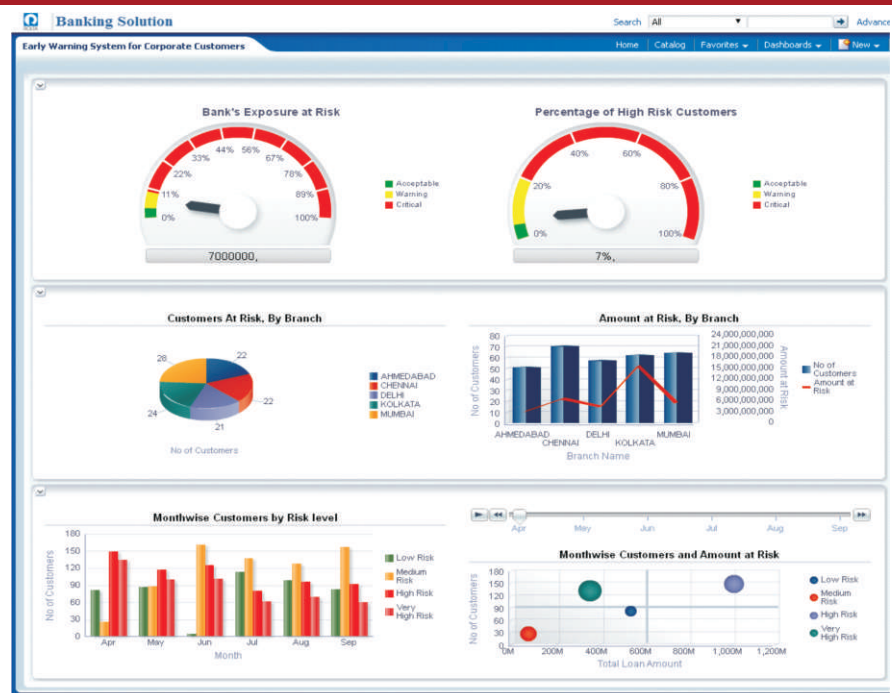 Banking Solution
Search All Advance
Early Warning System for Corporate Customers
Home Catalog Favorites Dashboards New
Bank's Exposure at Risk
0%
11%
22%
33%
44%
56%
67%
78%
89%
100%
Acceptable
Warning
Critical
7000000,
Percentage of High Risk Customers
0%
20%
40%
60%
80%
100%
Acceptable
Warning
Critical
7%,
Customers At Risk, By Branch
28
22
22
21
24
AHMEDABAD
CHENNAI
DELHI
KOLKATA
MUMBAI
No of Customers
Amount at Risk, By Branch
No of Customers
80
70
60
50
40
30
20
10
0
24,000,000,000
21,000,000,000
18,000,000,000
15,000,000,000
12,000,000,000
9,000,000,000
6,000,000,000
3,000,000,000
0
Amount at Risk
AHMEDABAD
CHENNAI
DELHI
KOLKATA
MUMBAI
Branch Name
No of
Customers
Amount at
Risk
Monthwise Customers by Risk level
No of Customers
180
150
120
90
60
30
0
Apr May Jun Jul Aug Sep
Month
Low Risk
Medium
Risk
High Risk
Very
High Risk
Apr May Jun Jul Aug Sep
Monthwise Customers and Amount at Risk
No of Customers
180
150
120
90
60
30
0
0M 200M 400M 600M 800M 1,000M 1,200M
Total Loan Amount
Low Risk
Medium
Risk
High Risk
Very
High Risk